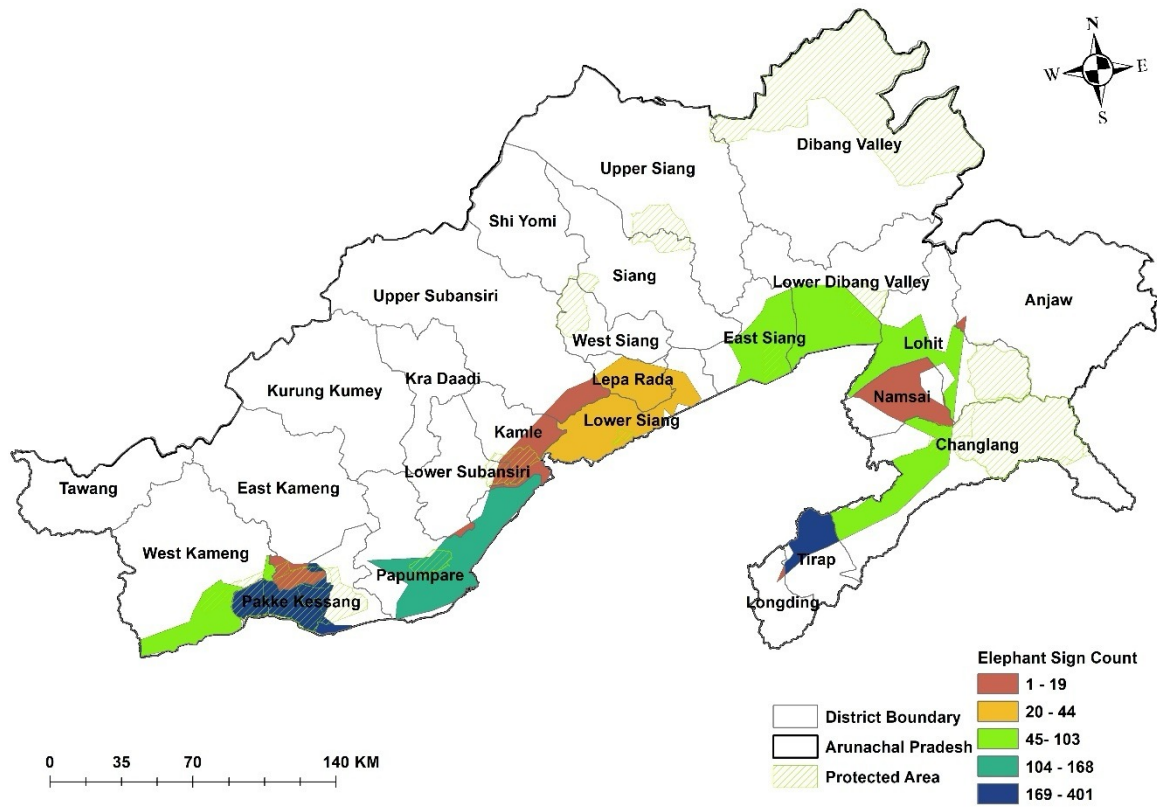 N
W E
S
Dibang Valley
Upper Siang
Shi Yomi
Siang
Lower Dibang Valley
Anjaw
Upper Subansiri
West Siang
East Siang
Lohit
Kra Daadi
Lepa Rada
Kurung Kumey
Namsai
Lower Siang
Kamle
Changlang
Lower Subansiri
Tawang
East Kameng
West Kameng
Tirap
Papumpare
Pakke Kessang
Longding
Elephant Sign Count
1 - 19
20 - 44
45- 103
104 - 168
169 - 401
District Boundary
Arunachal Pradesh
Protected Area
0 35 70 140 KM